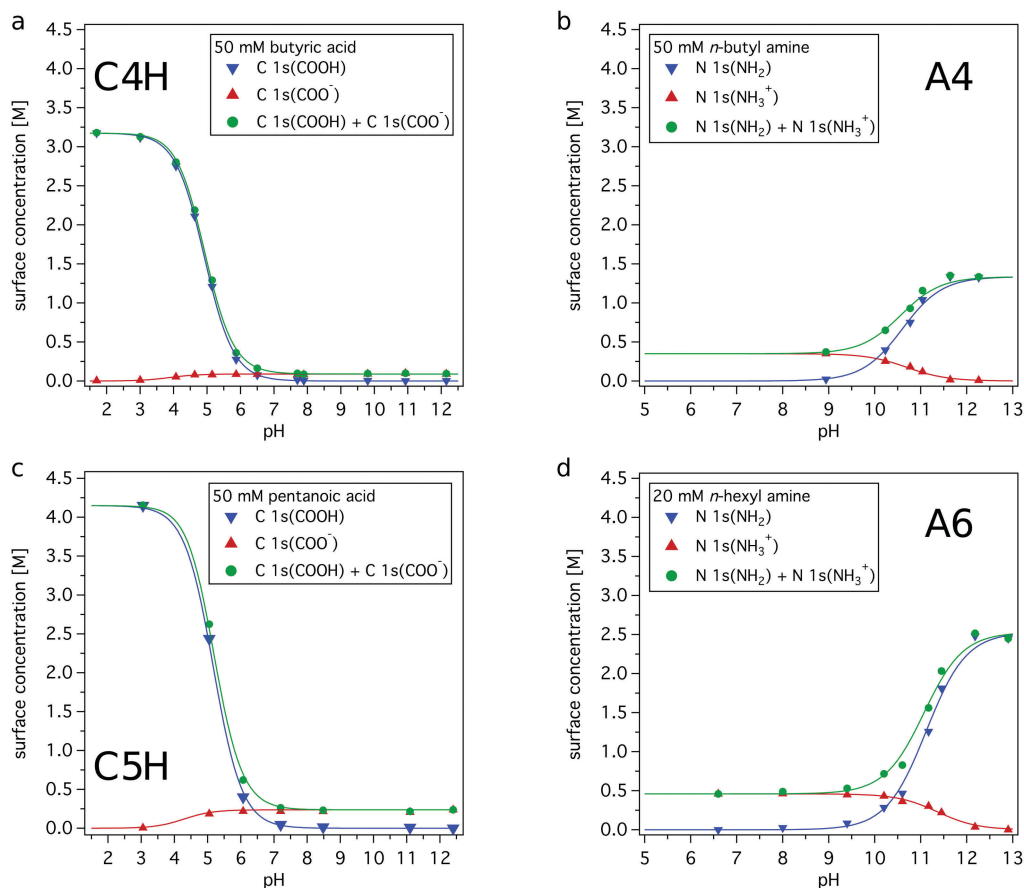 a
4.5
4.0
3.5
3.0
2.5
2.0
1.5
1.0
0.5
0.0
surface concentration [M]
C4H
50 mM butyric acid
C 1s(COOH)
C 1s(COO⁻)
C 1s(COOH) + C 1s(COO⁻)
2 3 4 5 6 7 8 9 10 11 12
pH
b
4.5
4.0
3.5
3.0
2.5
2.0
1.5
1.0
0.5
0.0
surface concentration [M]
50 mM n-butyl amine
N 1s(NH₂)
N 1s(NH₃⁺)
N 1s(NH₂) + N 1s(NH₃⁺)
A4
5 6 7 8 9 10 11 12 13
pH
c
4.5
4.0
3.5
3.0
2.5
2.0
1.5
1.0
0.5
0.0
surface concentration [M]
50 mM pentanoic acid
C 1s(COOH)
C 1s(COO⁻)
C 1s(COOH) + C 1s(COO⁻)
C5H
2 3 4 5 6 7 8 9 10 11 12
pH
d
4.5
4.0
3.5
3.0
2.5
2.0
1.5
1.0
0.5
0.0
surface concentration [M]
20 mM n-hexyl amine
N 1s(NH₂)
N 1s(NH₃⁺)
N 1s(NH₂) + N 1s(NH₃⁺)
A6
5 6 7 8 9 10 11 12 13
pH